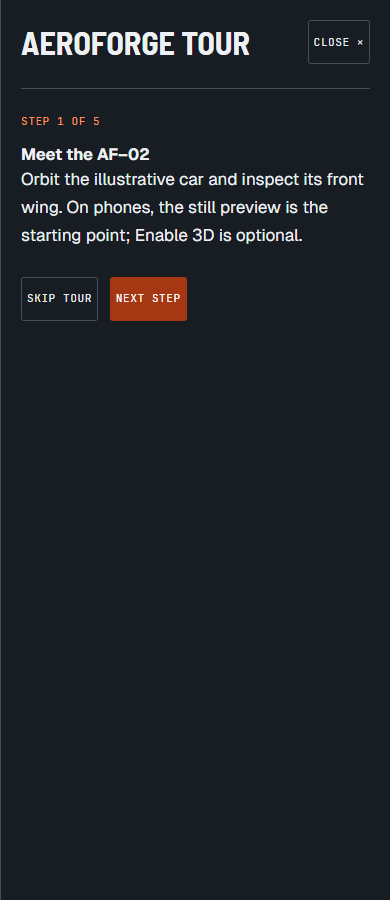 AEROFORGE TOUR
CLOSE ×
STEP 1 OF 5
Meet the AF–02
Orbit the illustrative car and inspect its front
wing. On phones, the still preview is the
starting point; Enable 3D is optional.
SKIP TOUR
NEXT STEP